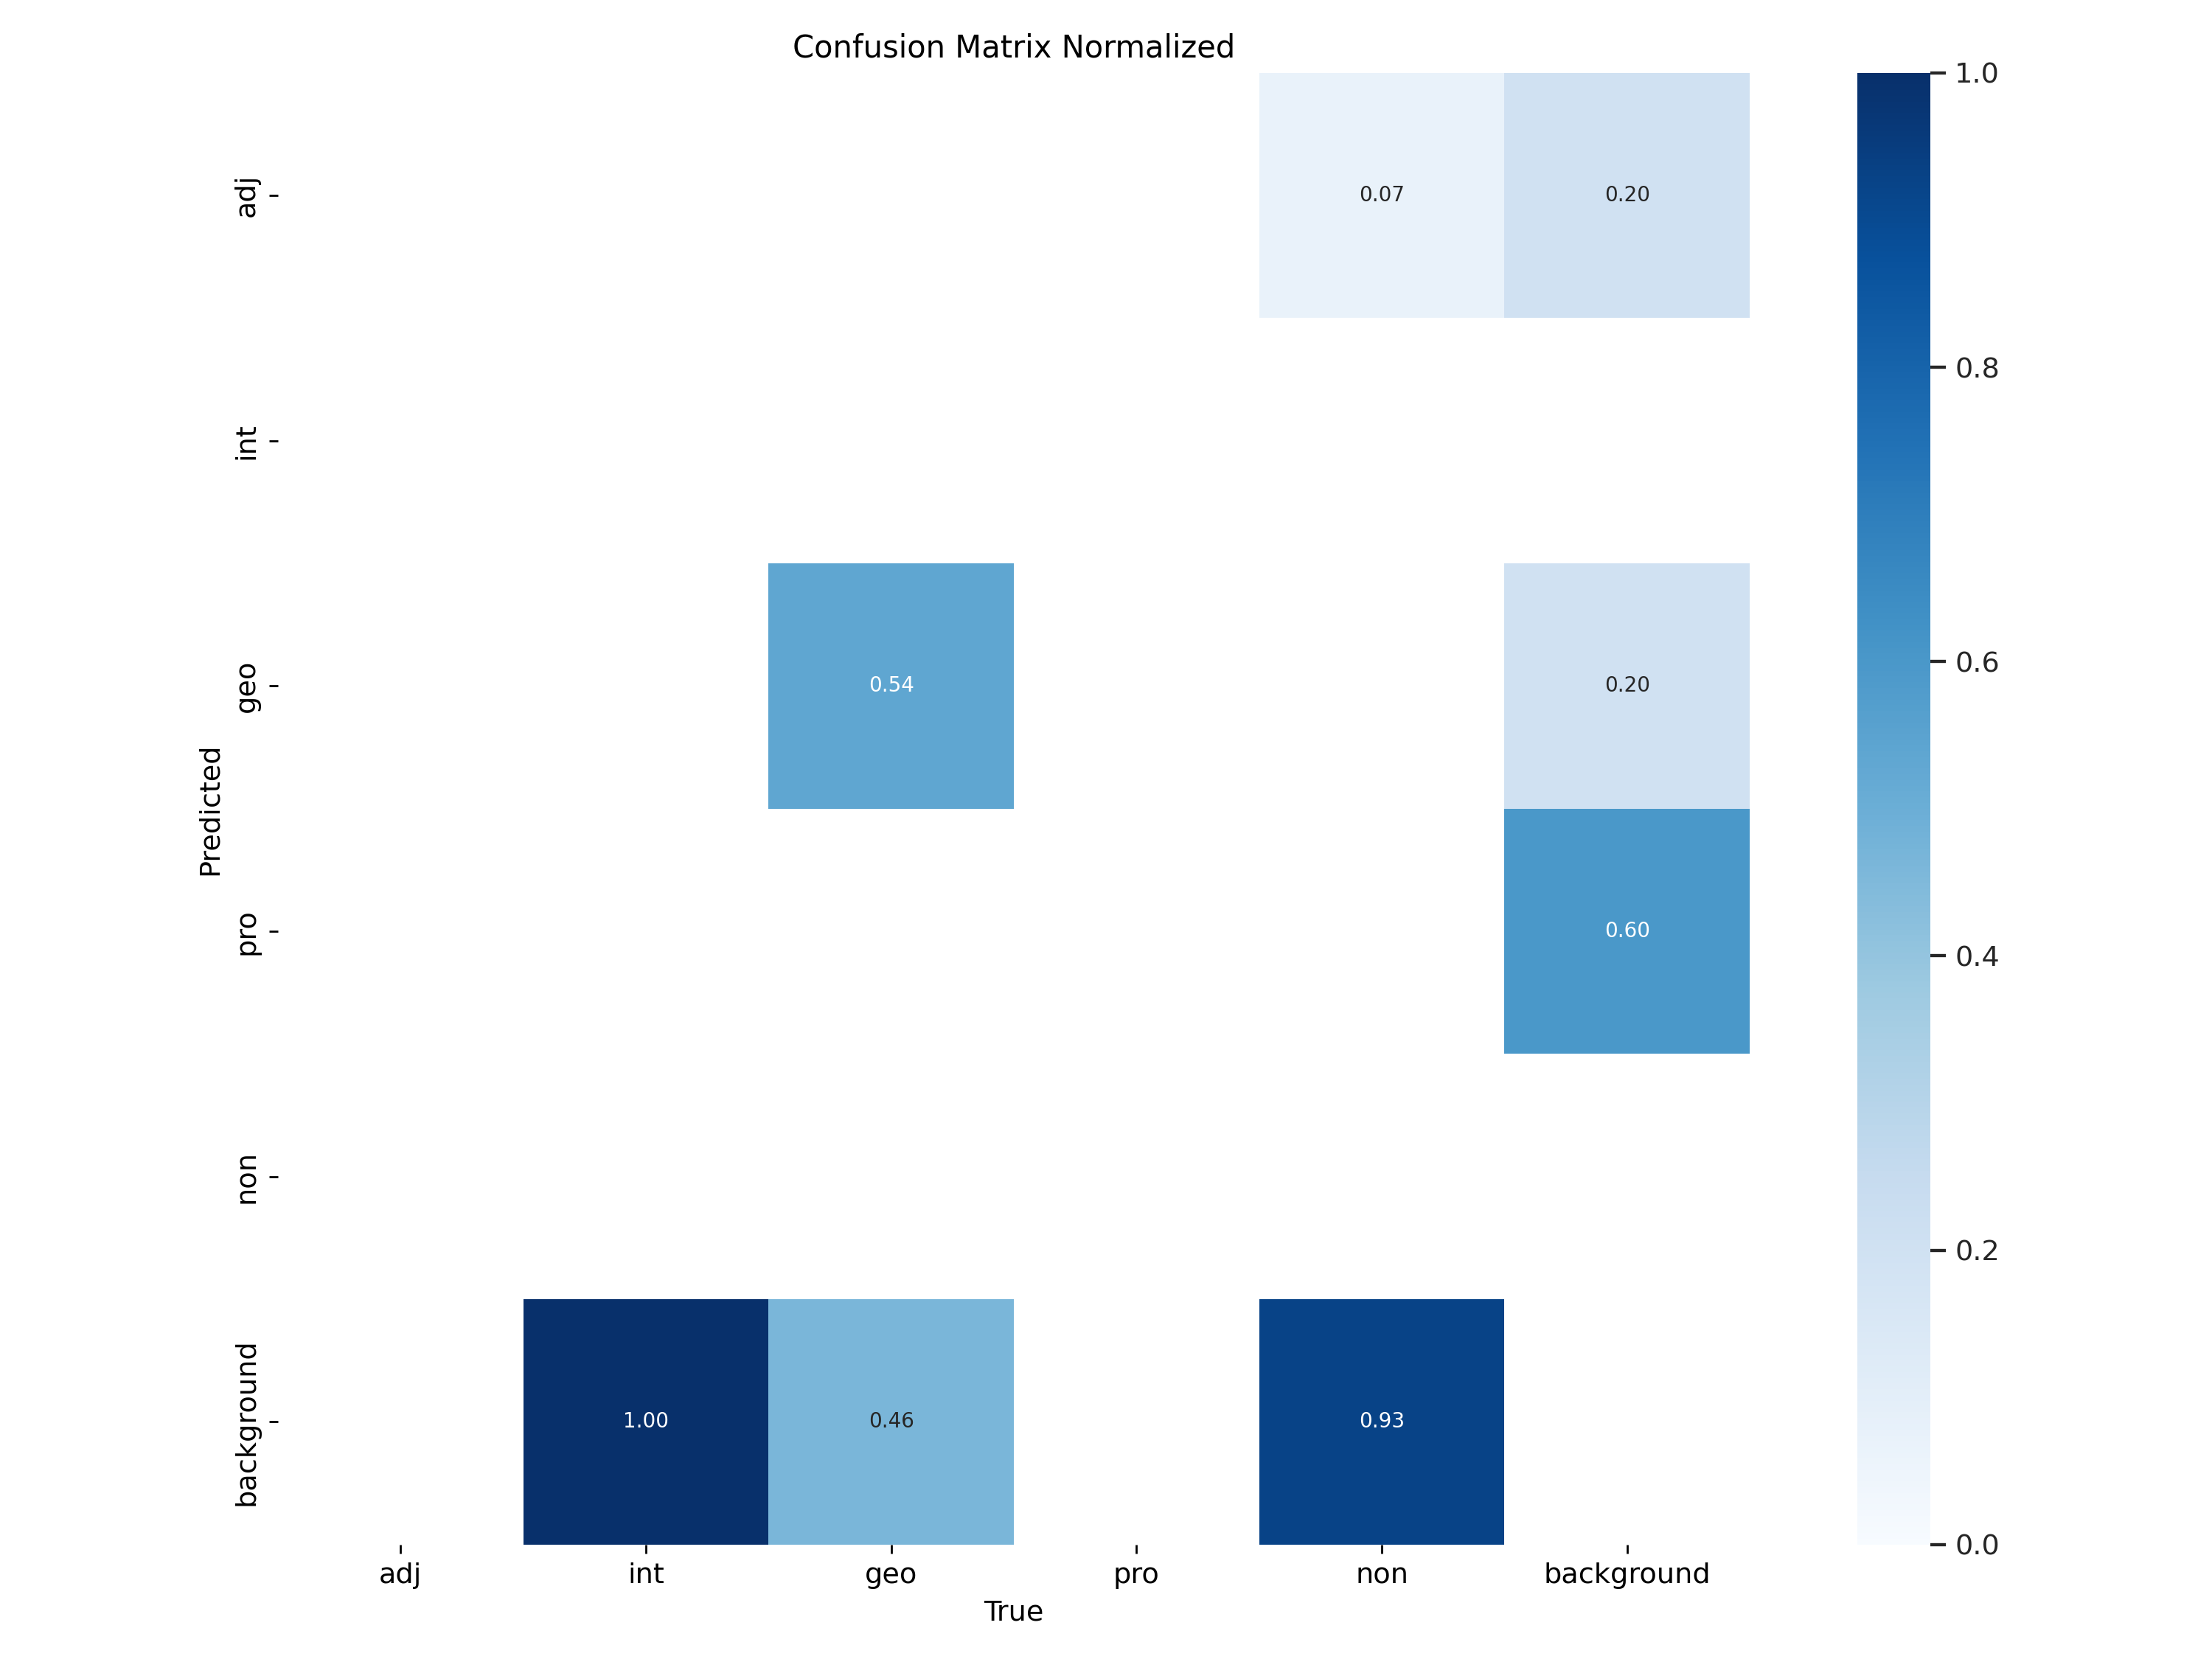 Confusion Matrix Normalized
adj
0.07
0.20
int
geo
0.54
0.20
pro
0.60
non
background
1.00
0.46
0.93
Predicted
adj int geo pro non background
True
1.0
0.8
0.6
0.4
0.2
0.0